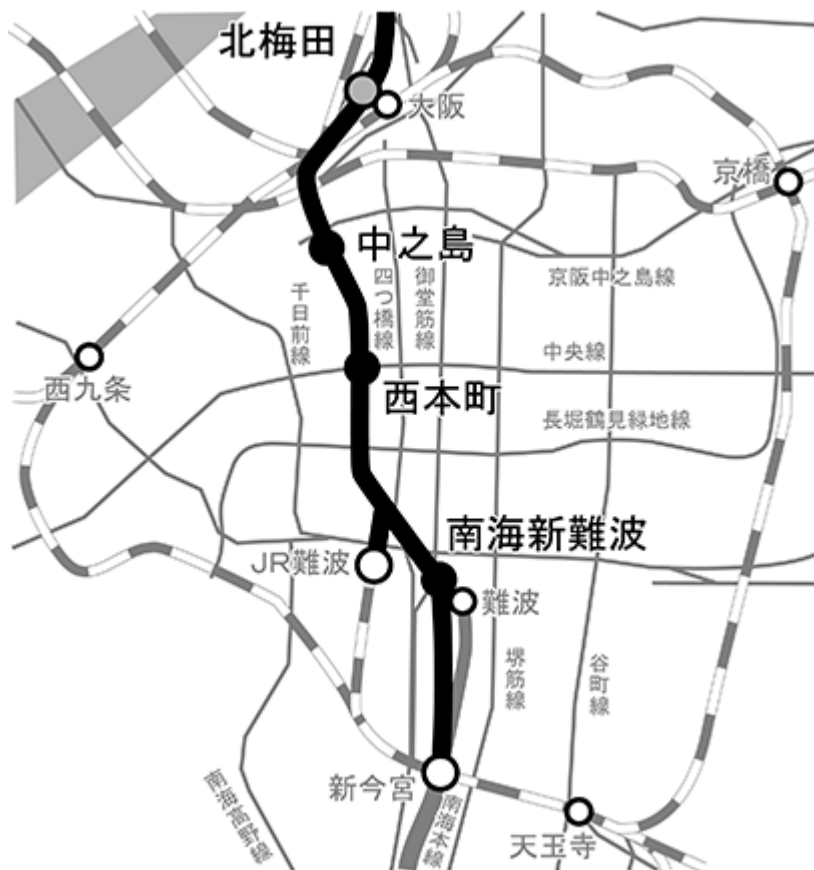 北梅田
大阪
京橋
中之島
京阪中之島線
千日前線
四つ橋線
御堂筋線
中央線
西九条
西本町
長堀鶴見緑地線
南海新難波
JR難波
難波
堺筋線
谷町線
新今宮
南海高野線
南海本線
天王寺